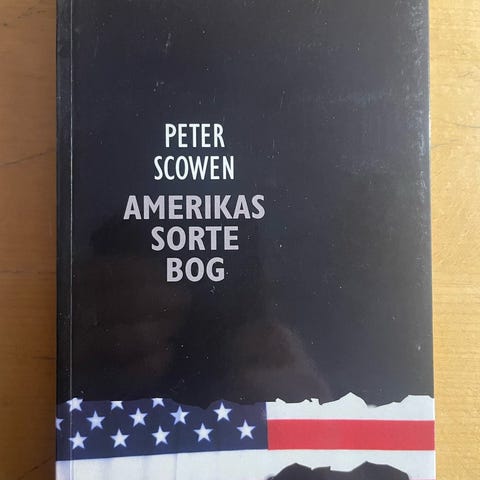 PETER
SCOWEN
AMERIKAS
SORTE
BOG